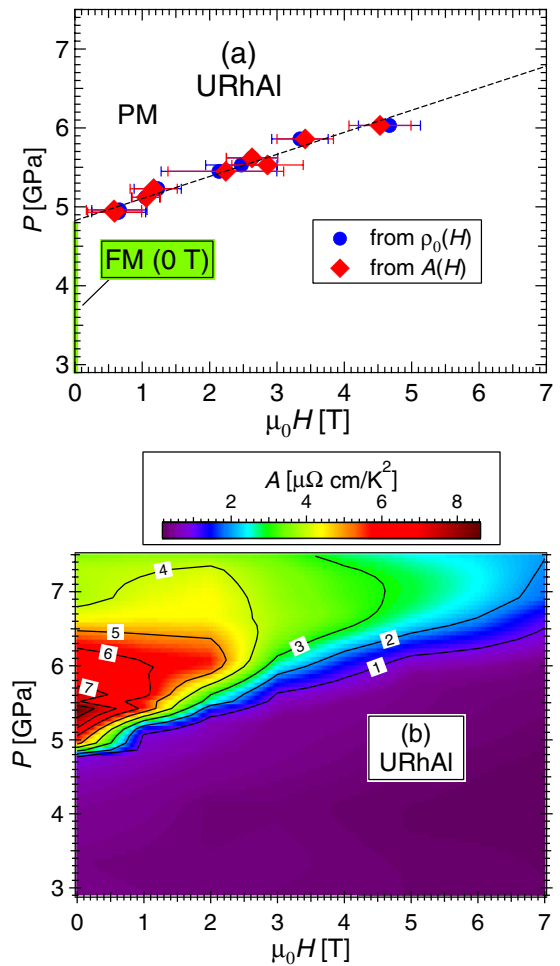 7
6
5
4
3
P [GPa]
(a)
URhAl
PM
FM (0 T)
from ρ₀(H)
from A(H)
0 1 2 3 4 5 6 7
μ₀H [T]
A [μΩ cm/K²]
2 4 6 8
7
6
5
4
3
P [GPa]
4
5
6
7
3
2
1
(b)
URhAl
0 1 2 3 4 5 6 7
μ₀H [T]